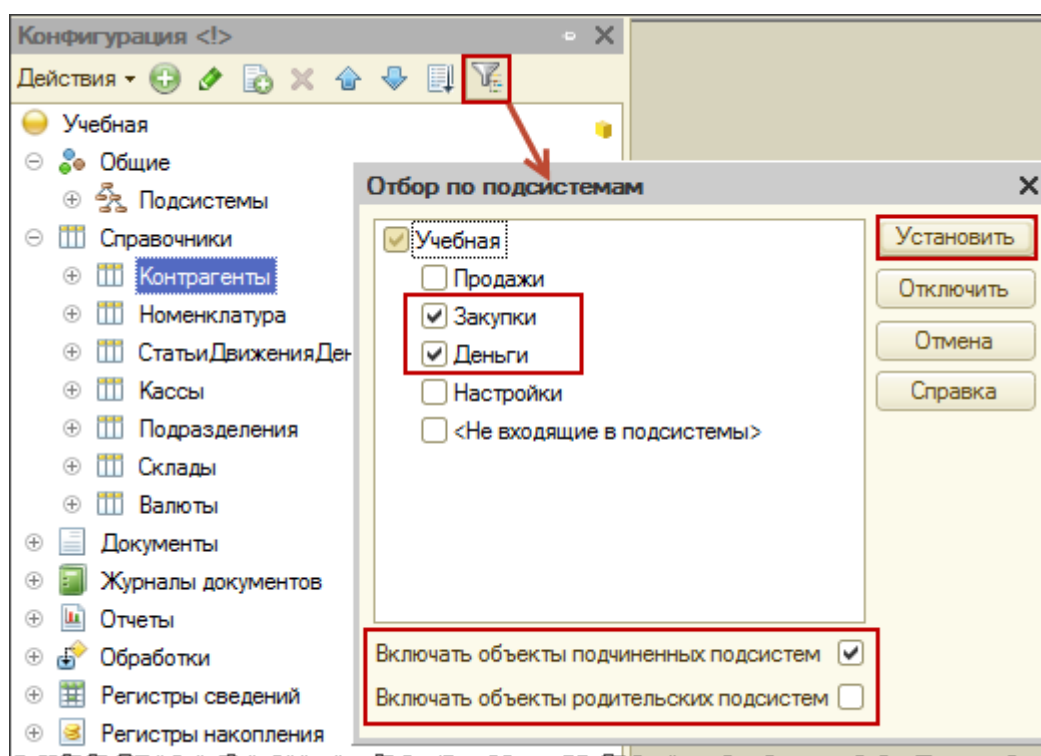 Конфигурация <!>
Действия
Учебная
Общие
Подсистемы
Справочники
Контрагенты
Номенклатура
СтатьиДвиженияДен
Кассы
Подразделения
Склады
Валюты
Документы
Журналы документов
Отчеты
Обработки
Регистры сведений
Регистры накопления
Отбор по подсистемам
Учебная
Продажи
Закупки
Деньги
Настройки
<Не входящие в подсистемы>
Установить
Отключить
Отмена
Справка
Включать объекты подчиненных подсистем
Включать объекты родительских подсистем